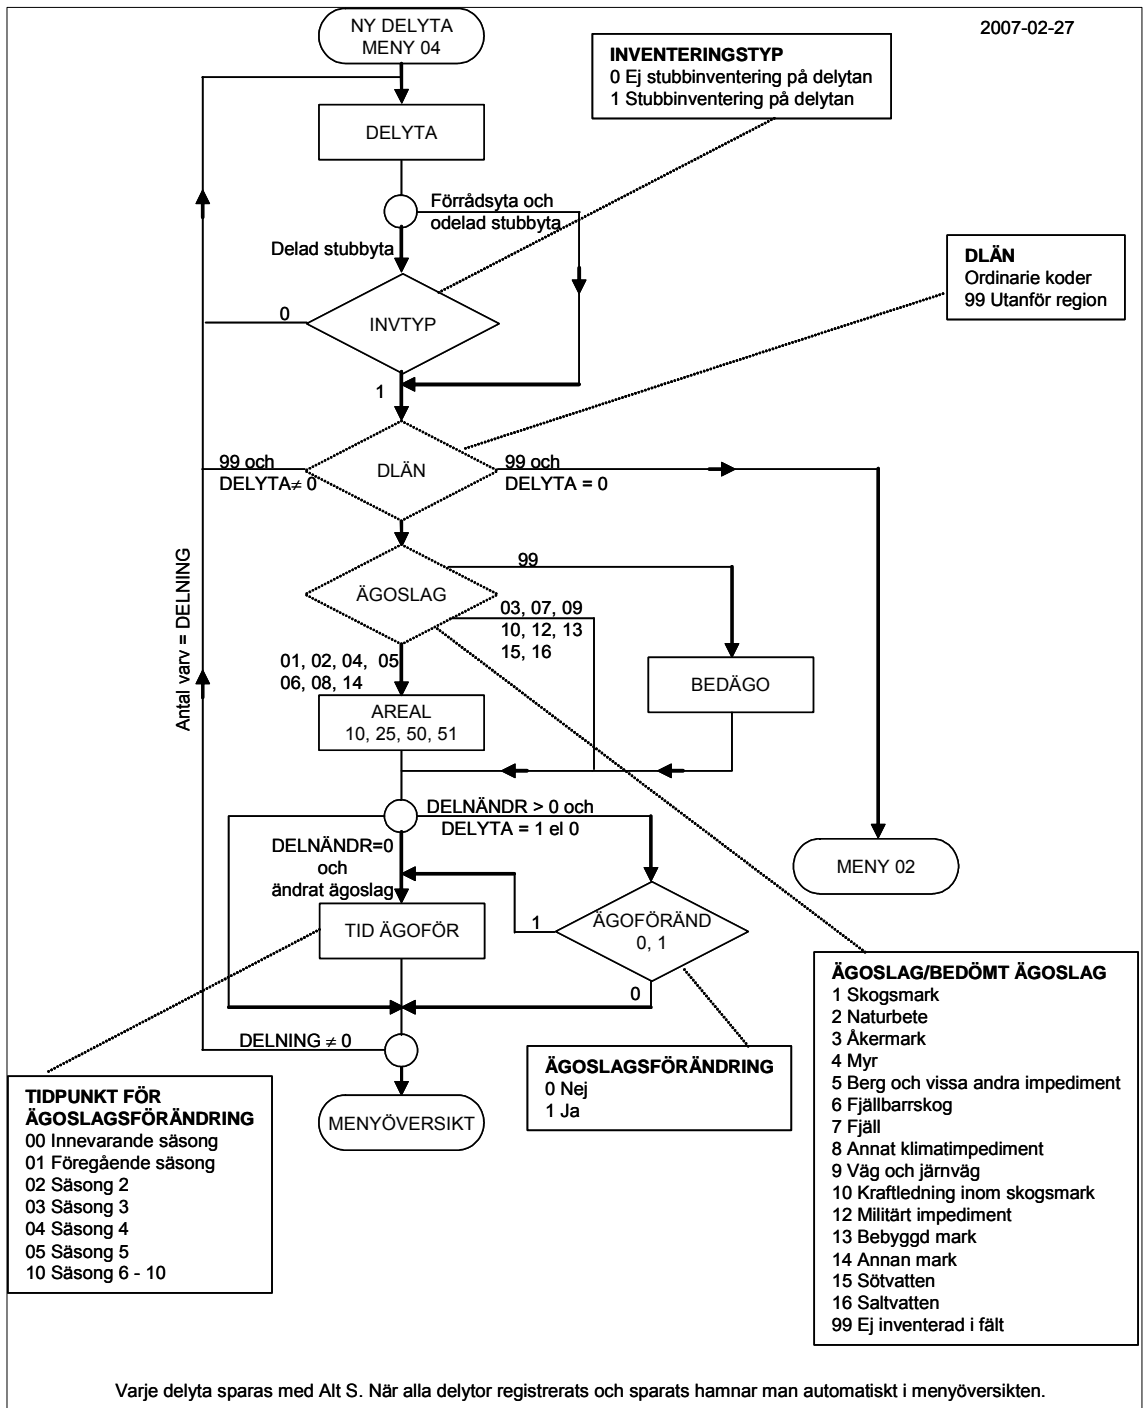 NY DELYTA
MENY 04
2007-02-27
INVENTERINGSTYP
0 Ej stubbinventering på delytan
1 Stubbinventering på delytan
DELYTA
Förrådsyta och
odelad stubbyta
Delad stubbyta
DLÄN
Ordinarie koder
99 Utanför region
0
INVTYP
1
99 och
DELYTA≠ 0
DLÄN
99 och
DELYTA = 0
Antal varv = DELNING
99
ÄGOSLAG
03, 07, 09
10, 12, 13
15, 16
01, 02, 04, 05
06, 08, 14
BEDÄGO
AREAL
10, 25, 50, 51
DELNÄNDR > 0 och
DELYTA = 1 el 0
DELNÄNDR=0
och
ändrat ägoslag
MENY 02
TID ÄGOFÖR
1
ÄGOFÖRÄND
0, 1
0
DELNING ≠ 0
MENYÖVERSIKT
ÄGOSLAGSFÖRÄNDRING
0 Nej
1 Ja
TIDPUNKT FÖR
ÄGOSLAGSFÖRÄNDRING
00 Innevarande säsong
01 Föregående säsong
02 Säsong 2
03 Säsong 3
04 Säsong 4
05 Säsong 5
10 Säsong 6 - 10
ÄGOSLAG/BEDÖMT ÄGOSLAG
1 Skogsmark
2 Naturbete
3 Åkermark
4 Myr
5 Berg och vissa andra impediment
6 Fjällbarrskog
7 Fjäll
8 Annat klimatimpediment
9 Väg och järnväg
10 Kraftledning inom skogsmark
12 Militärt impediment
13 Bebyggd mark
14 Annan mark
15 Sötvatten
16 Saltvatten
99 Ej inventerad i fält
Varje delyta sparas med Alt S. När alla delytor registrerats och sparats hamnar man automatiskt i menyöversikten.